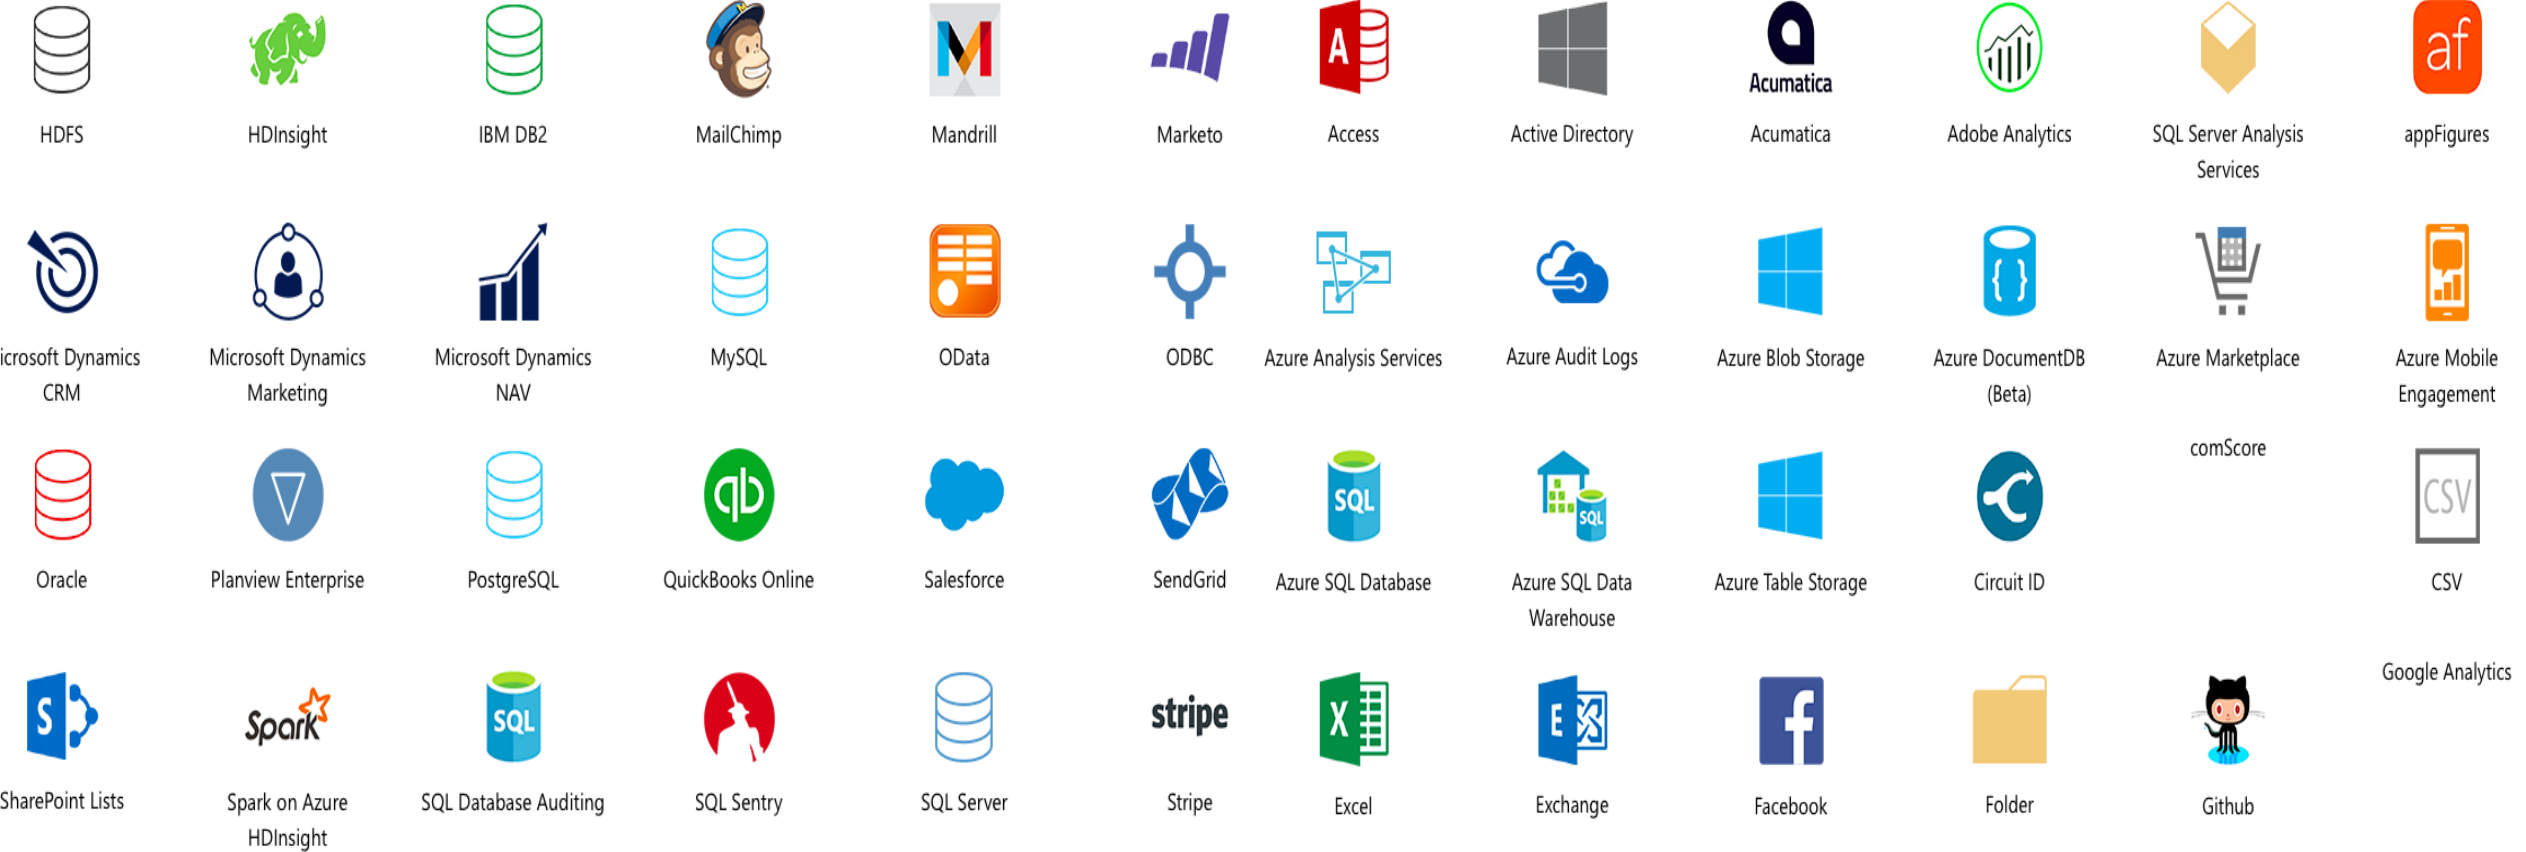 A
Acumatica
af
HDFS
HDInsight
IBM DB2
MailChimp
Mandrill
Marketo
Access
Active Directory
Acumatica
Adobe Analytics
SQL Server Analysis
Services
appFigures
{ }
icrosoft Dynamics
CRM
Microsoft Dynamics
Marketing
Microsoft Dynamics
NAV
MySQL
OData
ODBC
Azure Analysis Services
Azure Audit Logs
Azure Blob Storage
Azure DocumentDB
(Beta)
Azure Marketplace
Azure Mobile
Engagement
qb
SQL
SQL
comScore
CSV
Oracle
Planview Enterprise
PostgreSQL
QuickBooks Online
Salesforce
SendGrid
Azure SQL Database
Azure SQL Data
Warehouse
Azure Table Storage
Circuit ID
CSV
S
Spark
SQL
stripe
X
E
f
Google Analytics
SharePoint Lists
Spark on Azure
HDInsight
SQL Database Auditing
SQL Sentry
SQL Server
Stripe
Excel
Exchange
Facebook
Folder
Github